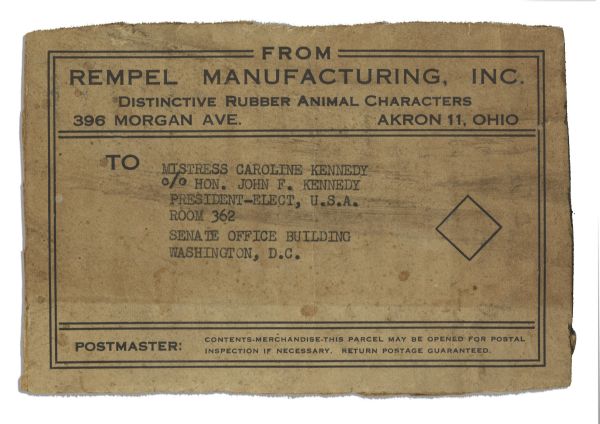 FROM
REMPEL MANUFACTURING, INC.
DISTINCTIVE RUBBER ANIMAL CHARACTERS
396 MORGAN AVE. AKRON 11, OHIO
TO MISTRESS CAROLINE KENNEDY
c/o HON. JOHN F. KENNEDY
PRESIDENT-ELECT, U.S.A.
ROOM 362
SENATE OFFICE BUILDING
WASHINGTON, D.C.
POSTMASTER: CONTENTS-MERCHANDISE-THIS PARCEL MAY BE OPENED FOR POSTAL
INSPECTION IF NECESSARY. RETURN POSTAGE GUARANTEED.